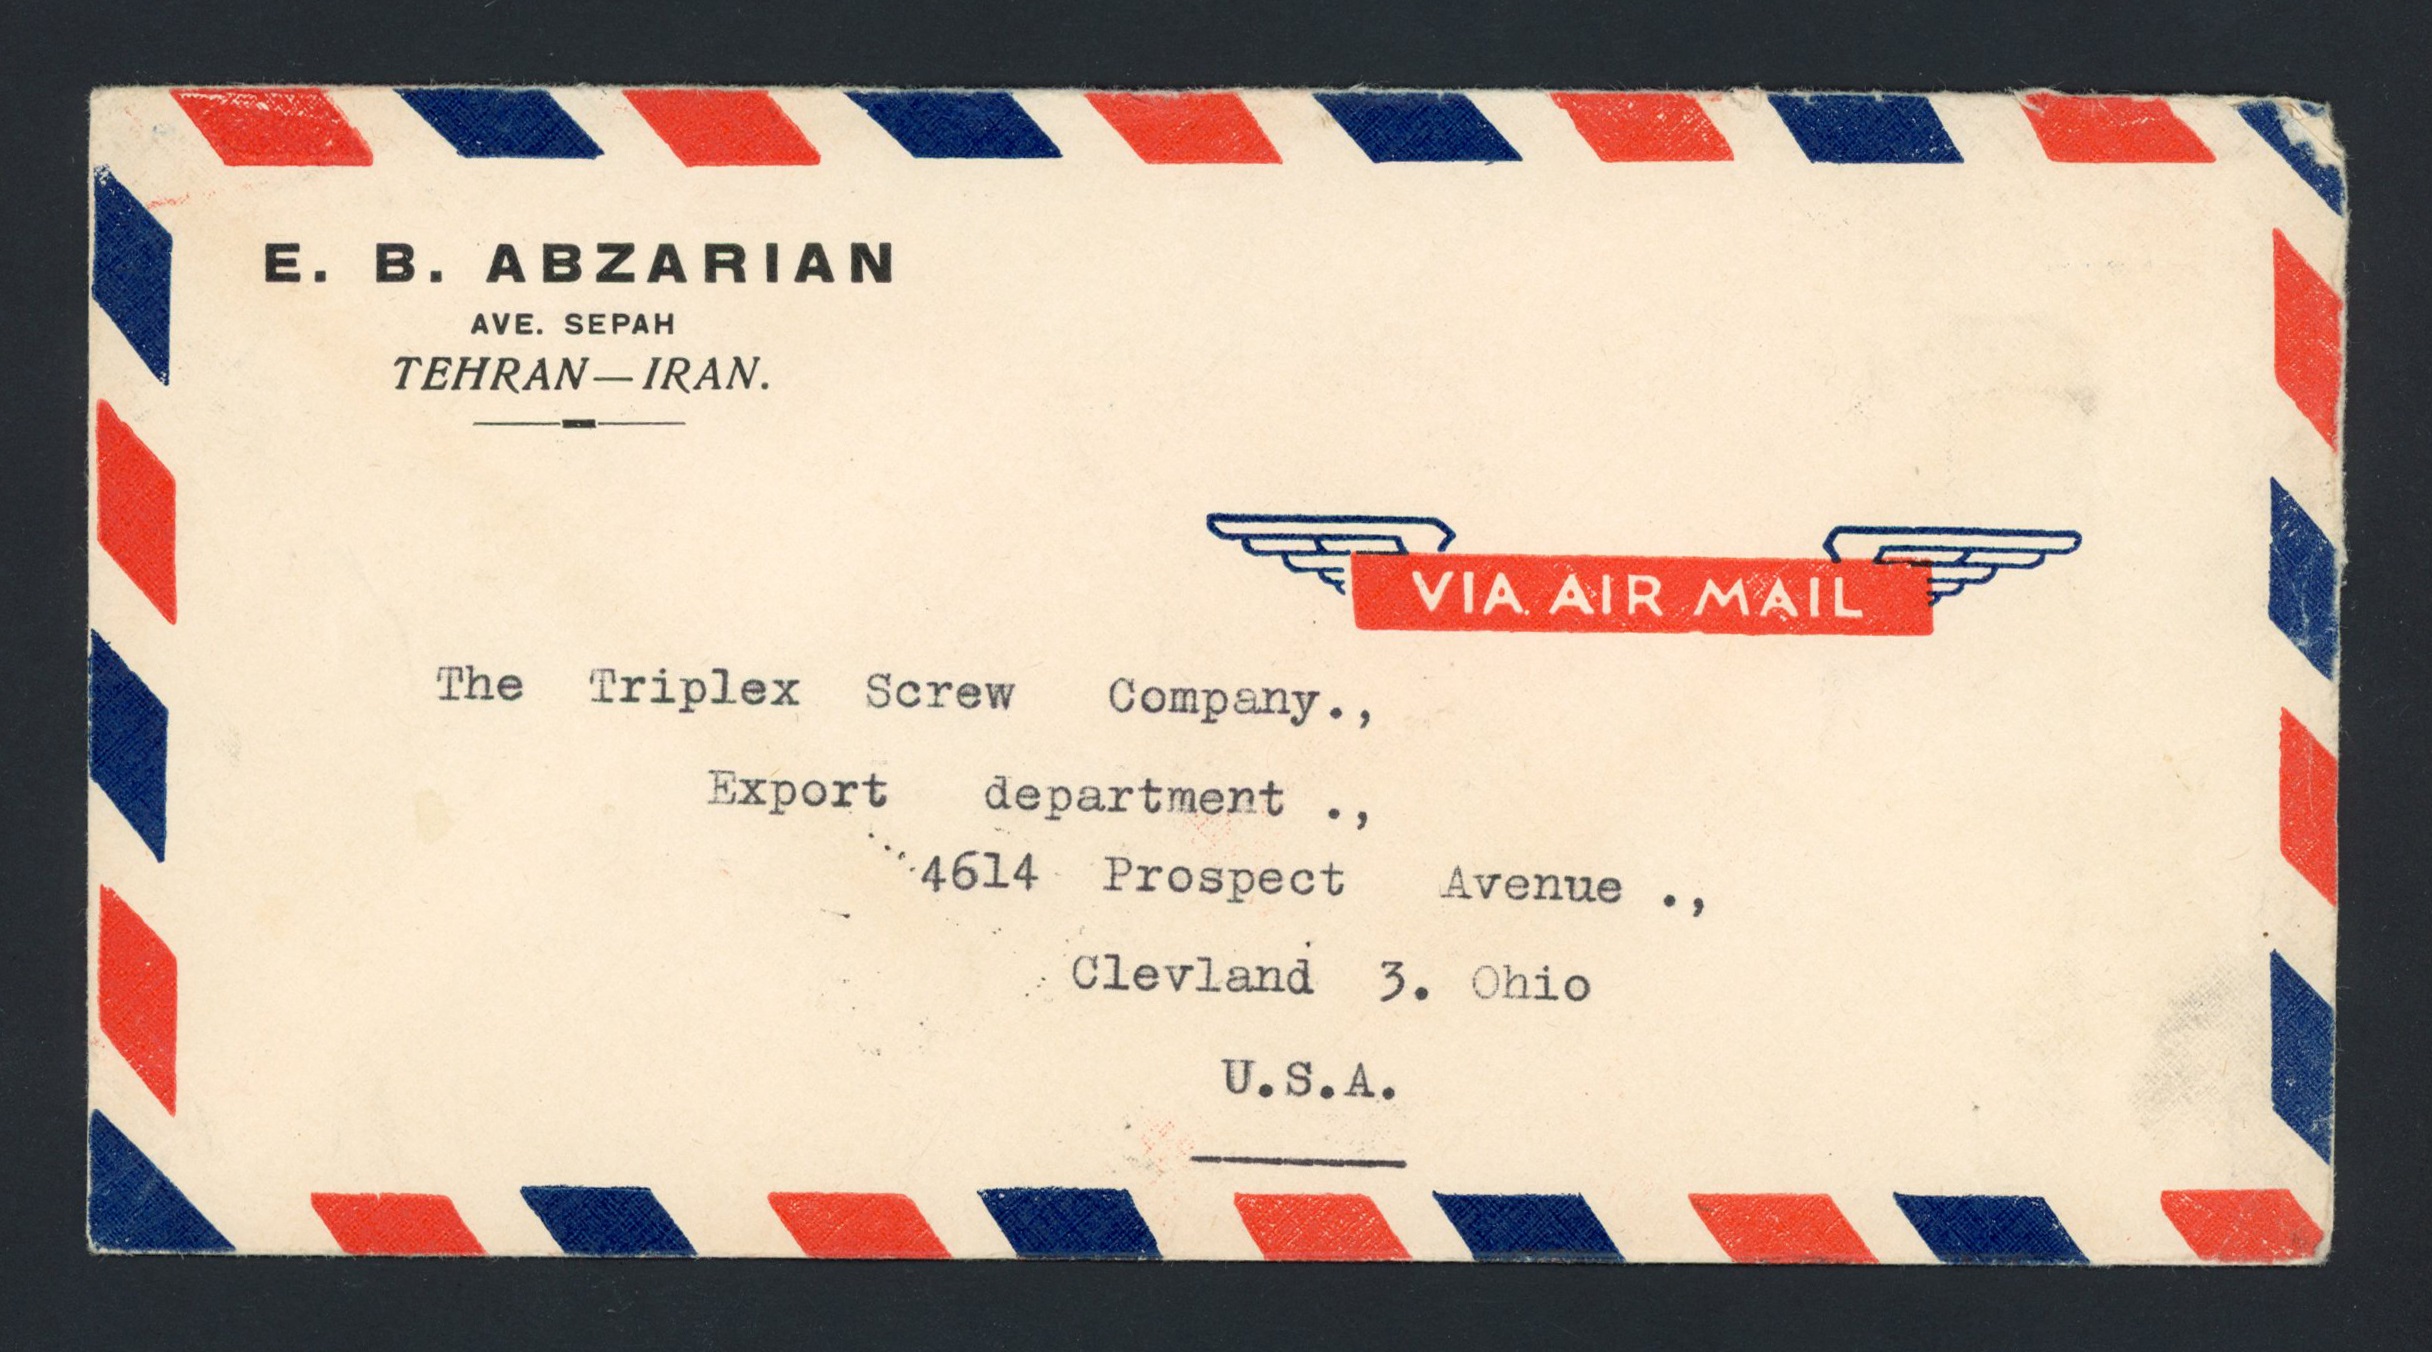 E. B. ABZARIAN
AVE. SEPAH
TEHRAN—IRAN.
VIA AIR MAIL
The Triplex Screw Company.,
Export department .,
4614 Prospect Avenue .,
Clevland 3. Ohio
U.S.A.